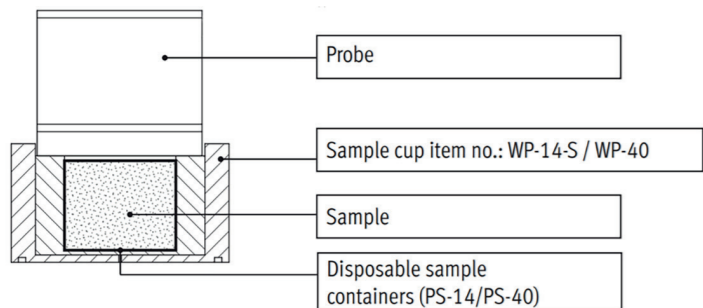 Probe
Sample cup item no.: WP-14-S / WP-40
Sample
Disposable sample
containers (PS-14/PS-40)